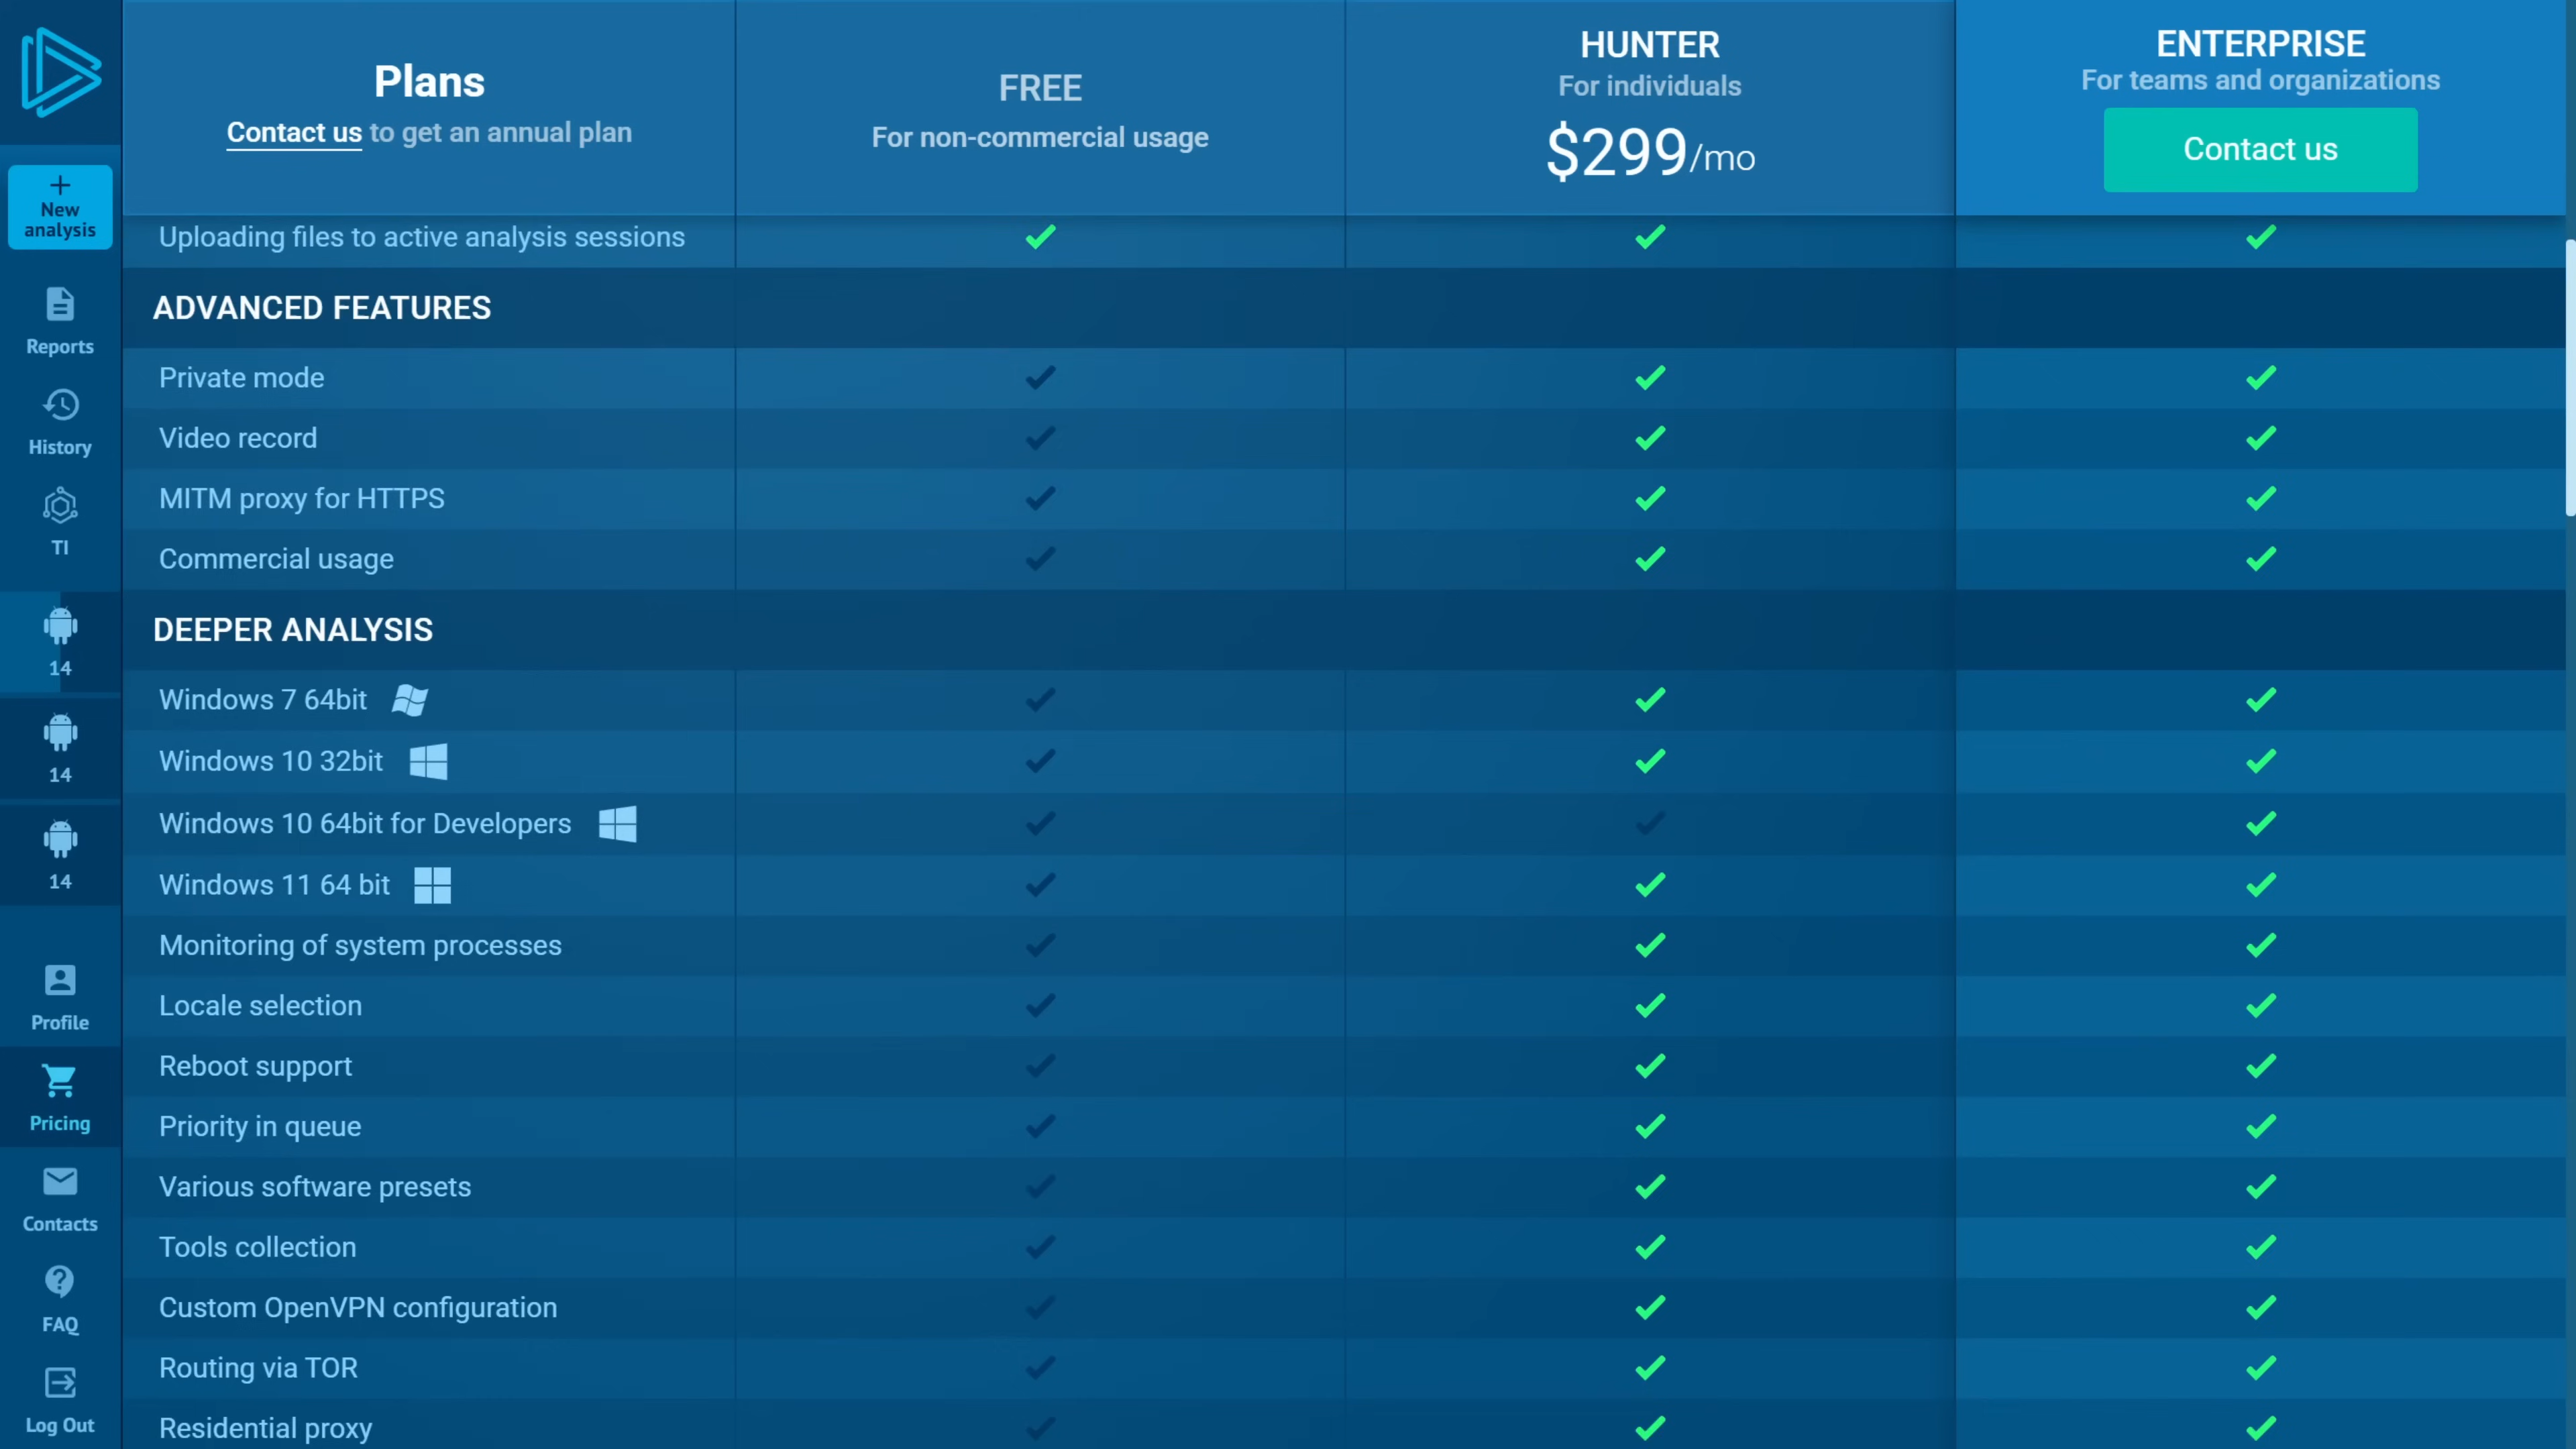 New
analysis
Reports
History
TI
14
14
14
Profile
Pricing
Contacts
FAQ
Log Out
Plans
Contact us to get an annual plan
FREE
For non-commercial usage
HUNTER
For individuals
$299/mo
ENTERPRISE
For teams and organizations
Contact us
Uploading files to active analysis sessions
ADVANCED FEATURES
Private mode
Video record
MITM proxy for HTTPS
Commercial usage
DEEPER ANALYSIS
Windows 7 64bit
Windows 10 32bit
Windows 10 64bit for Developers
Windows 11 64 bit
Monitoring of system processes
Locale selection
Reboot support
Priority in queue
Various software presets
Tools collection
Custom OpenVPN configuration
Routing via TOR
Residential proxy